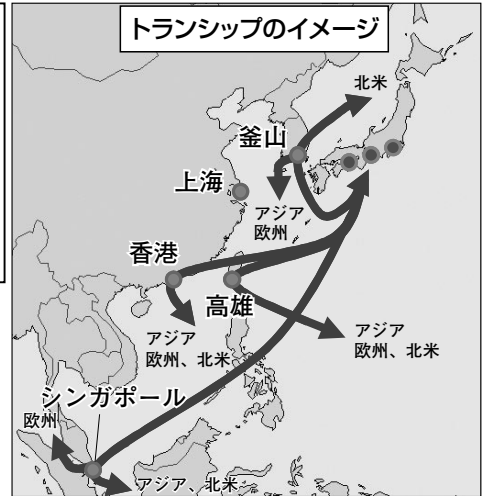 トランシップのイメージ
北米
釜山
上海
アジア
欧州
香港
高雄
アジア
欧州、北米
アジア
欧州、北米
シンガポール
欧州
アジア、北米